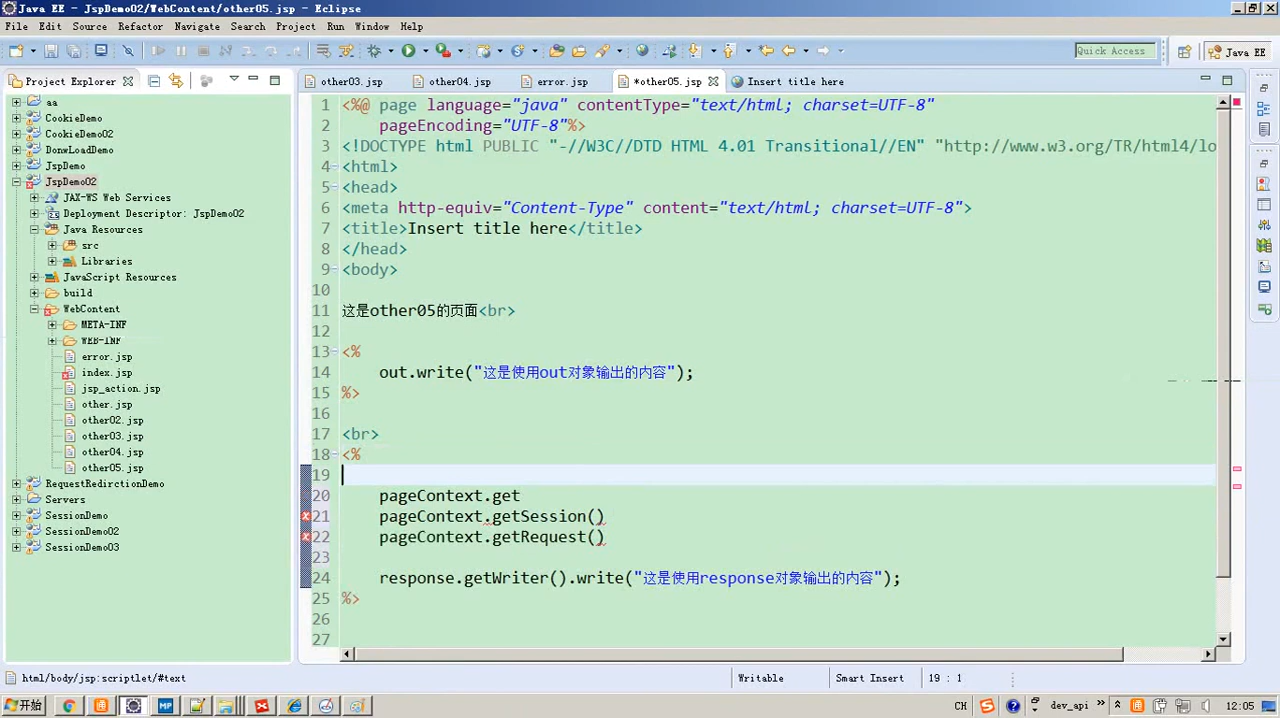 Java EE - JspDemo02/WebContent/other05.jsp - Eclipse
File Edit Source Refactor Navigate Search Project Run Window Help
Quick Access
Java EE
Project Explorer
other03.jsp
other04.jsp
error.jsp
*other05.jsp
Insert title here
aa
CookieDemo
CookieDemo02
DonwLoadDemo
JspDemo
JspDemo02
JAX-WS Web Services
Deployment Descriptor: JspDemo02
Java Resources
src
Libraries
JavaScript Resources
build
WebContent
META-INF
WEB-INF
error.jsp
index.jsp
jsp_action.jsp
other.jsp
other02.jsp
other03.jsp
other04.jsp
other05.jsp
RequestRedirctionDemo
Servers
SessionDemo
SessionDemo02
SessionDemo03
1 <%@ page language="java" contentType="text/html; charset=UTF-8"
2 pageEncoding="UTF-8"%>
3 <!DOCTYPE html PUBLIC "-//W3C//DTD HTML 4.01 Transitional//EN" "http://www.w3.org/TR/html4/lo
4 <html>
5 <head>
6 <meta http-equiv="Content-Type" content="text/html; charset=UTF-8">
7 <title>Insert title here</title>
8 </head>
9 <body>
10
11 这是other05的页面<br>
12
13 <%
14 out.write("这是使用out对象输出的内容");
15 %>
16
17 <br>
18 <%
19
20 pageContext.get
21 pageContext.getSession()
22 pageContext.getRequest()
23
24 response.getWriter().write("这是使用response对象输出的内容");
25 %>
26
27
html/body/jsp:scriptlet/#text
Writable
Smart Insert
19 : 1
开始
MP
CH
dev_api
12:05